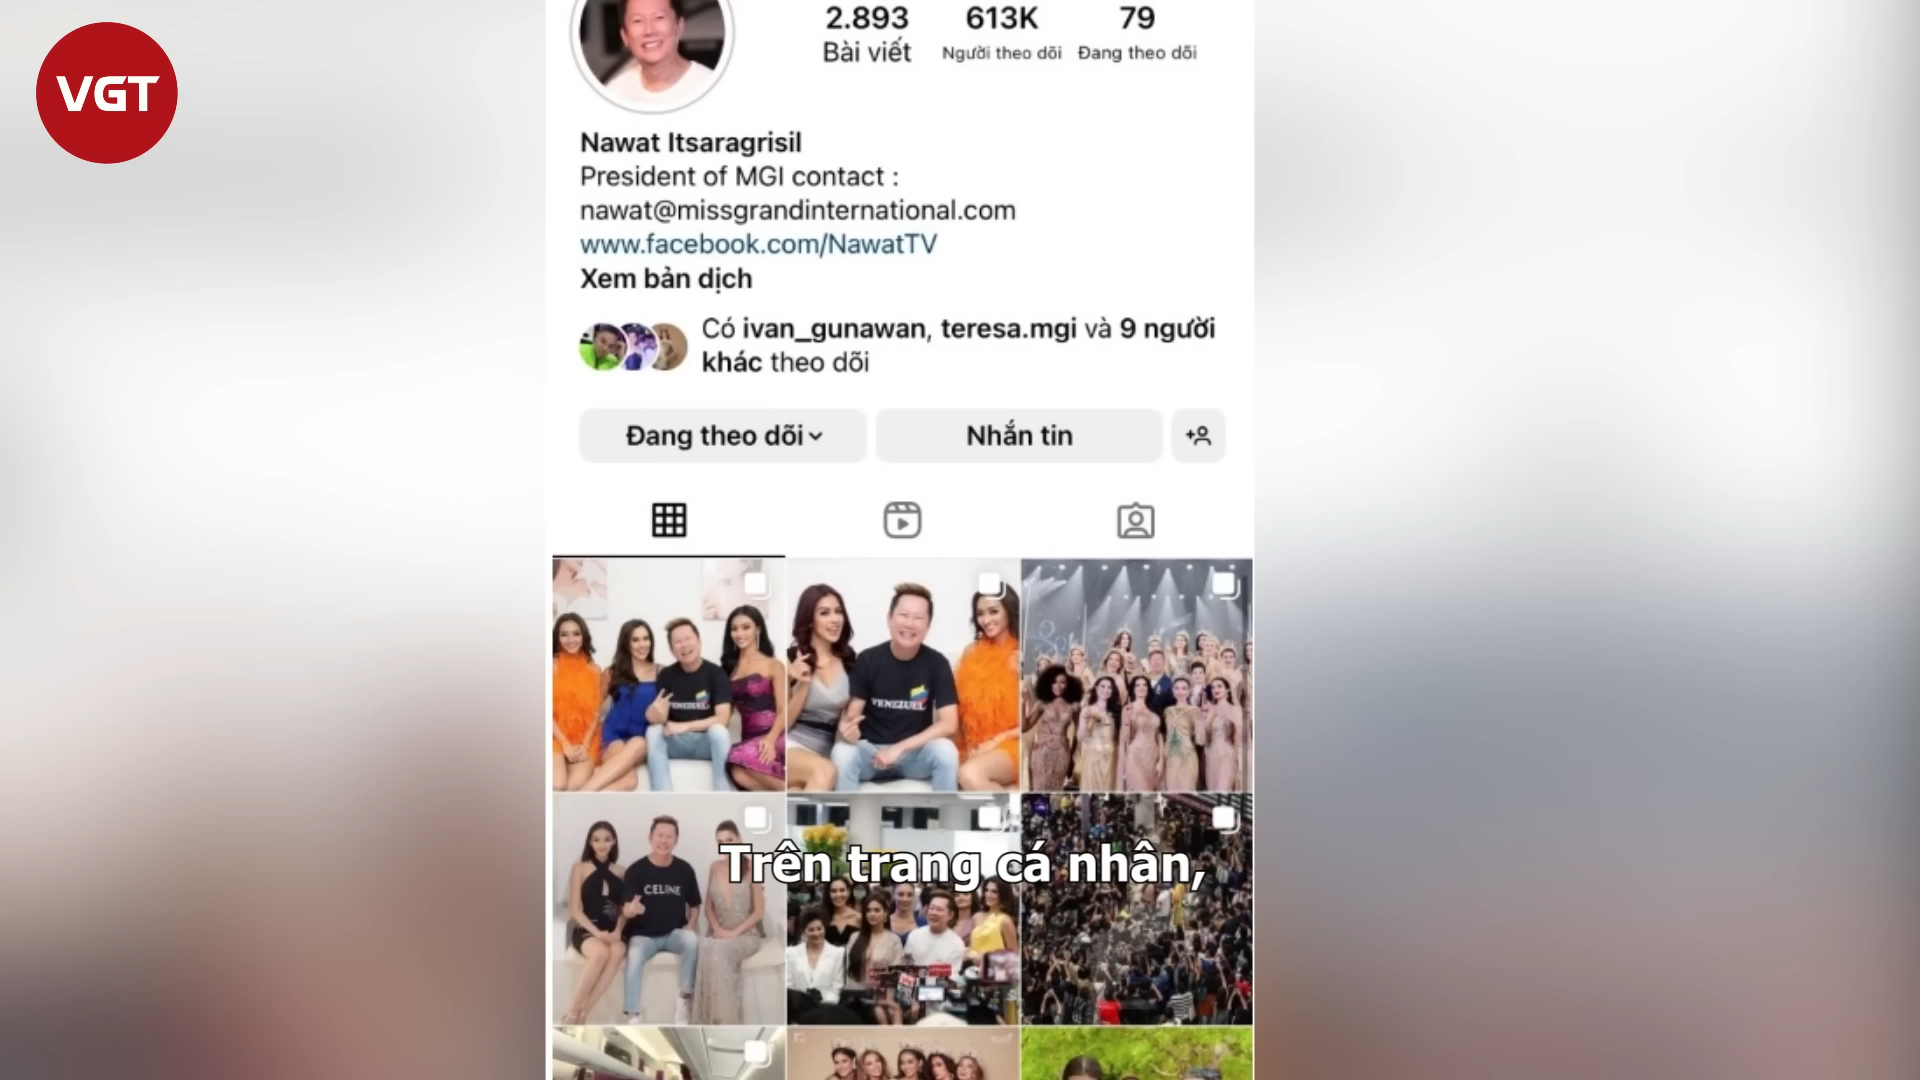 VGT
2.893
613K
79
Bài viết
Người theo dõi
Đang theo dõi
Nawat Itsaragrisil
President of MGI contact :
nawat@missgrandinternational.com
www.facebook.com/NawatTV
Xem bản dịch
Có ivan_gunawan, teresa.mgi và 9 người
khác theo dõi
Đang theo dõi
Nhắn tin
CELINE
Trên trang cá nhân,